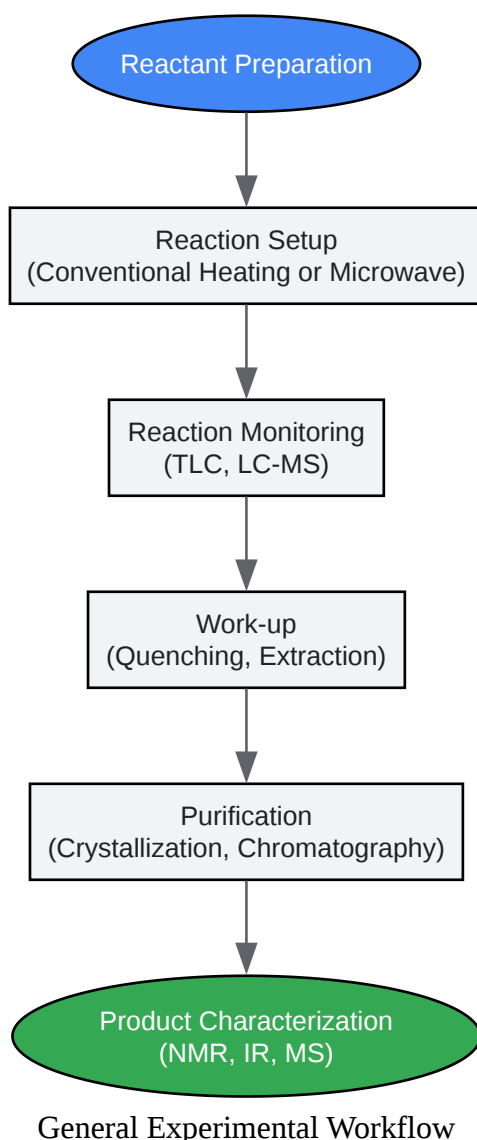 Reactant Preparation
Reaction Setup
(Conventional Heating or Microwave)
Reaction Monitoring
(TLC, LC-MS)
Work-up
(Quenching, Extraction)
Purification
(Crystallization, Chromatography)
Product Characterization
(NMR, IR, MS)
General Experimental Workflow